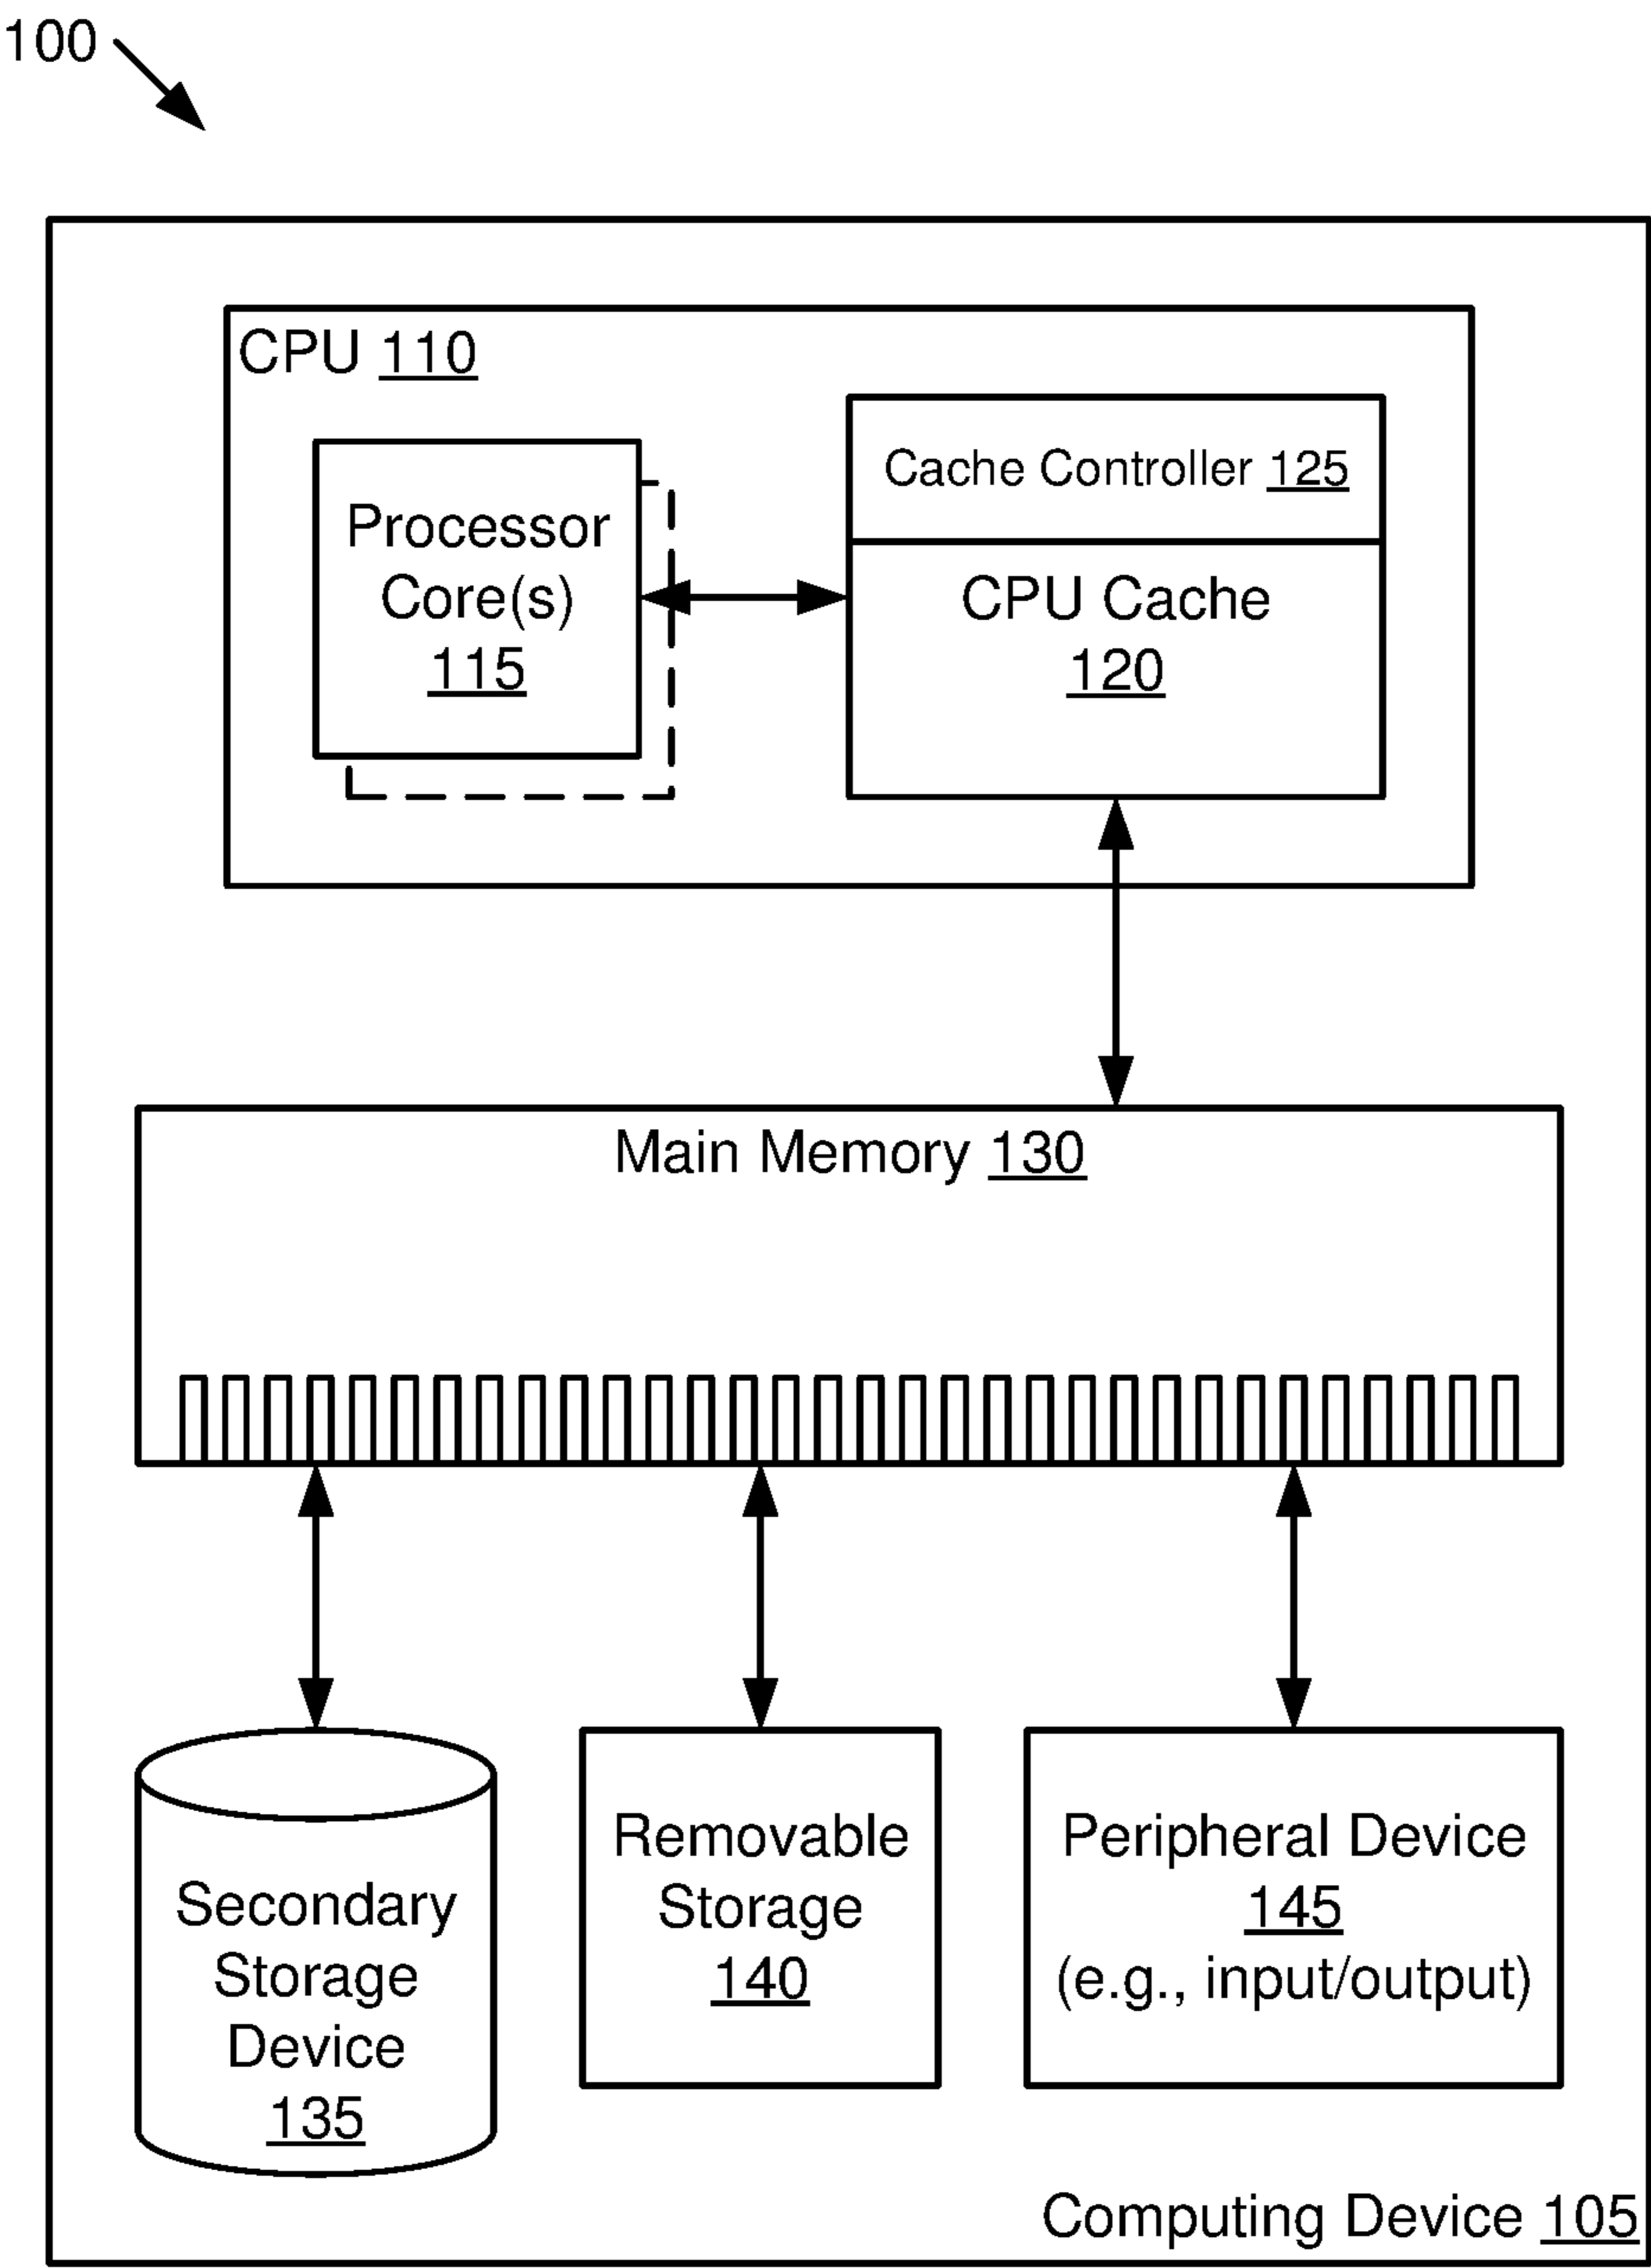 100
CPU 110
Cache Controller 125
Processor
Core(s)
115
CPU Cache
120
Main Memory 130
Secondary
Storage
Device
135
Removable
Storage
140
Peripheral Device
145
(e.g., input/output)
Computing Device 105